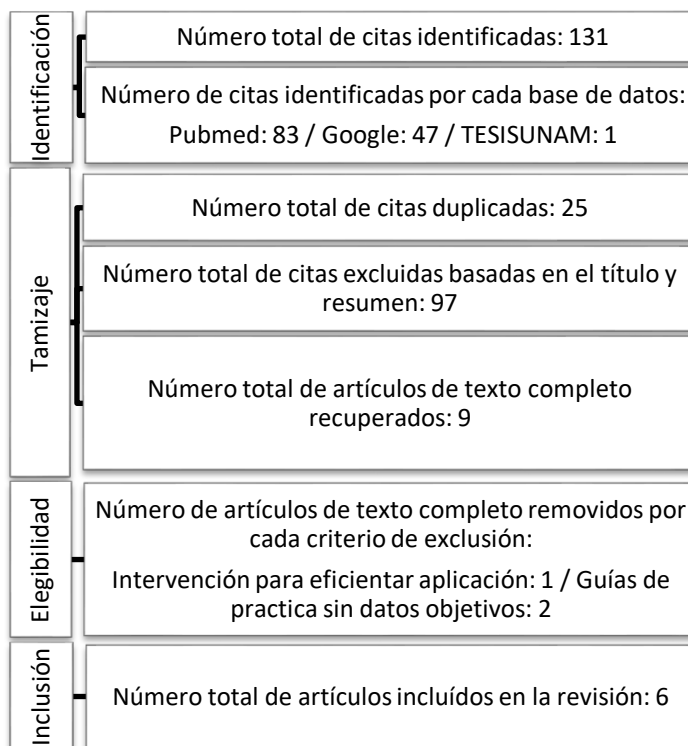 Identificación
Número total de citas identificadas: 131
Número de citas identificadas por cada base de datos:
Pubmed: 83 / Google: 47 / TESISUNAM: 1
Tamizaje
Número total de citas duplicadas: 25
Número total de citas excluidas basadas en el título y
resumen: 97
Número total de artículos de texto completo
recuperados: 9
Elegibilidad
Número de artículos de texto completo removidos por
cada criterio de exclusión:
Intervención para eficientar aplicación: 1 / Guías de
practica sin datos objetivos: 2
Inclusión
Número total de artículos incluídos en la revisión: 6